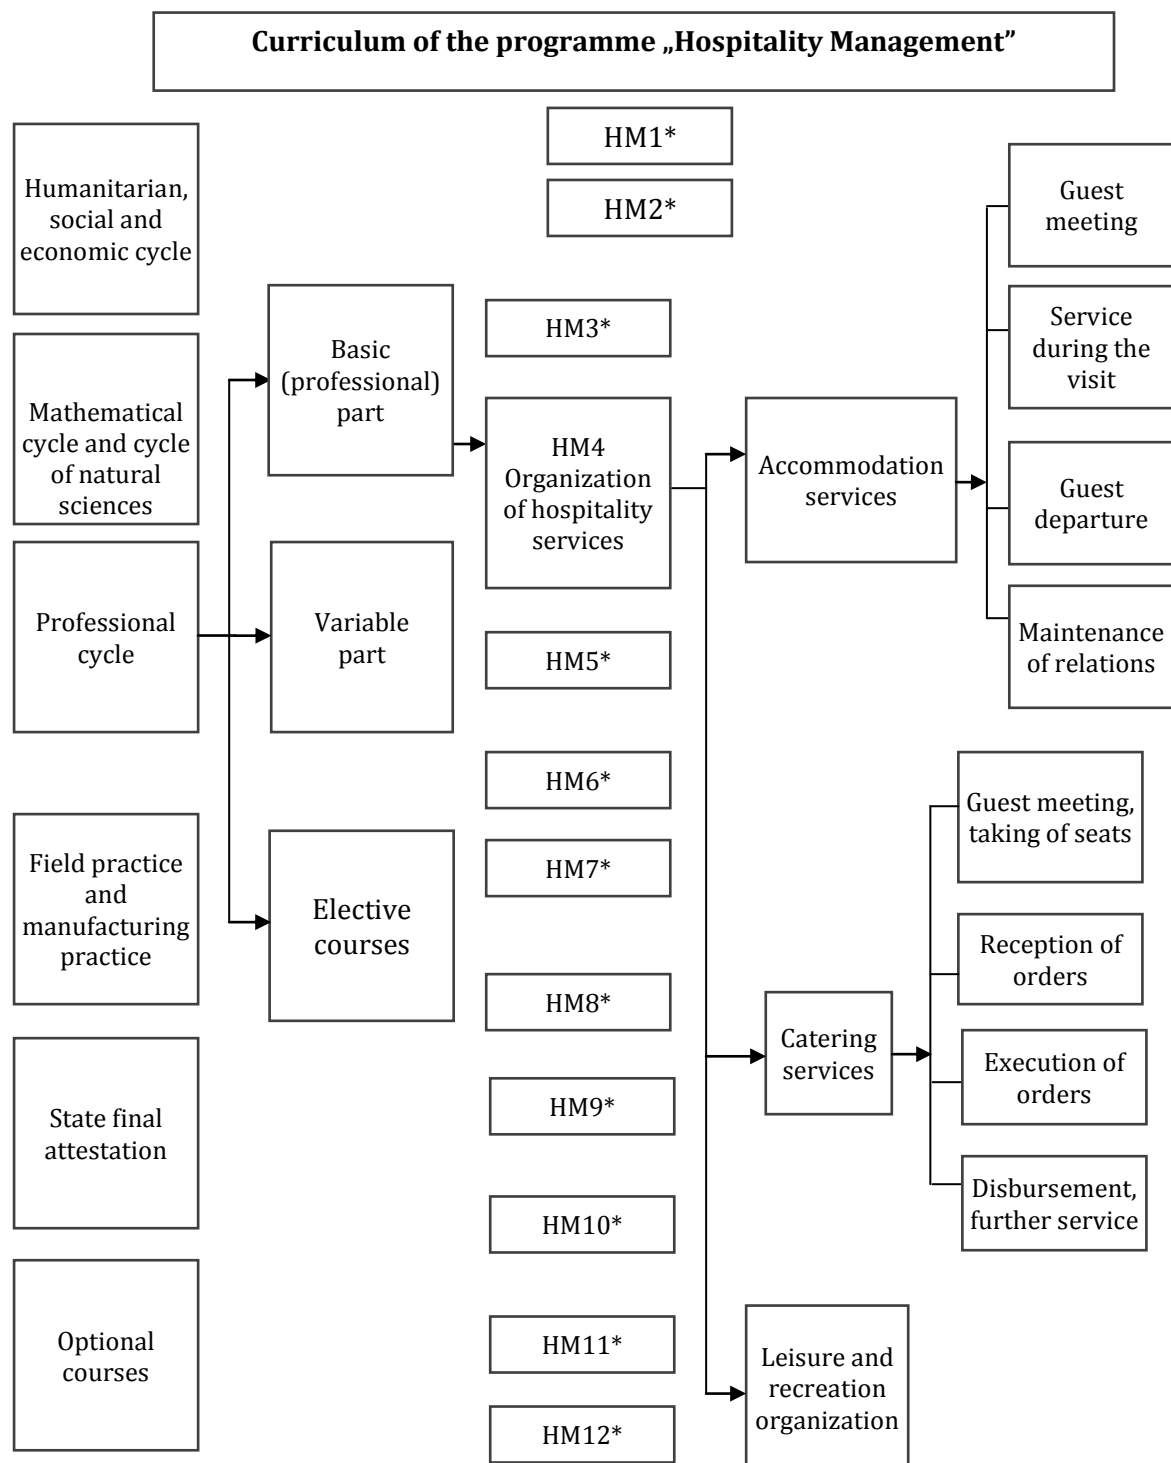 Curriculum of the programme „Hospitality Management”
Humanitarian,
social and
economic cycle
Mathematical
cycle and cycle
of natural
sciences
Professional
cycle
Field practice
and
manufacturing
practice
State final
attestation
Optional
courses
Basic
(professional)
part
Variable
part
Elective
courses
HM1*
HM2*
HM3*
HM4
Organization
of hospitality
services
HM5*
HM6*
HM7*
HM8*
HM9*
HM10*
HM11*
HM12*
Accommodation
services
Catering
services
Leisure and
recreation
organization
Guest
meeting
Service
during the
visit
Guest
departure
Maintenance
of relations
Guest meeting,
taking of seats
Reception of
orders
Execution of
orders
Disbursement,
further service